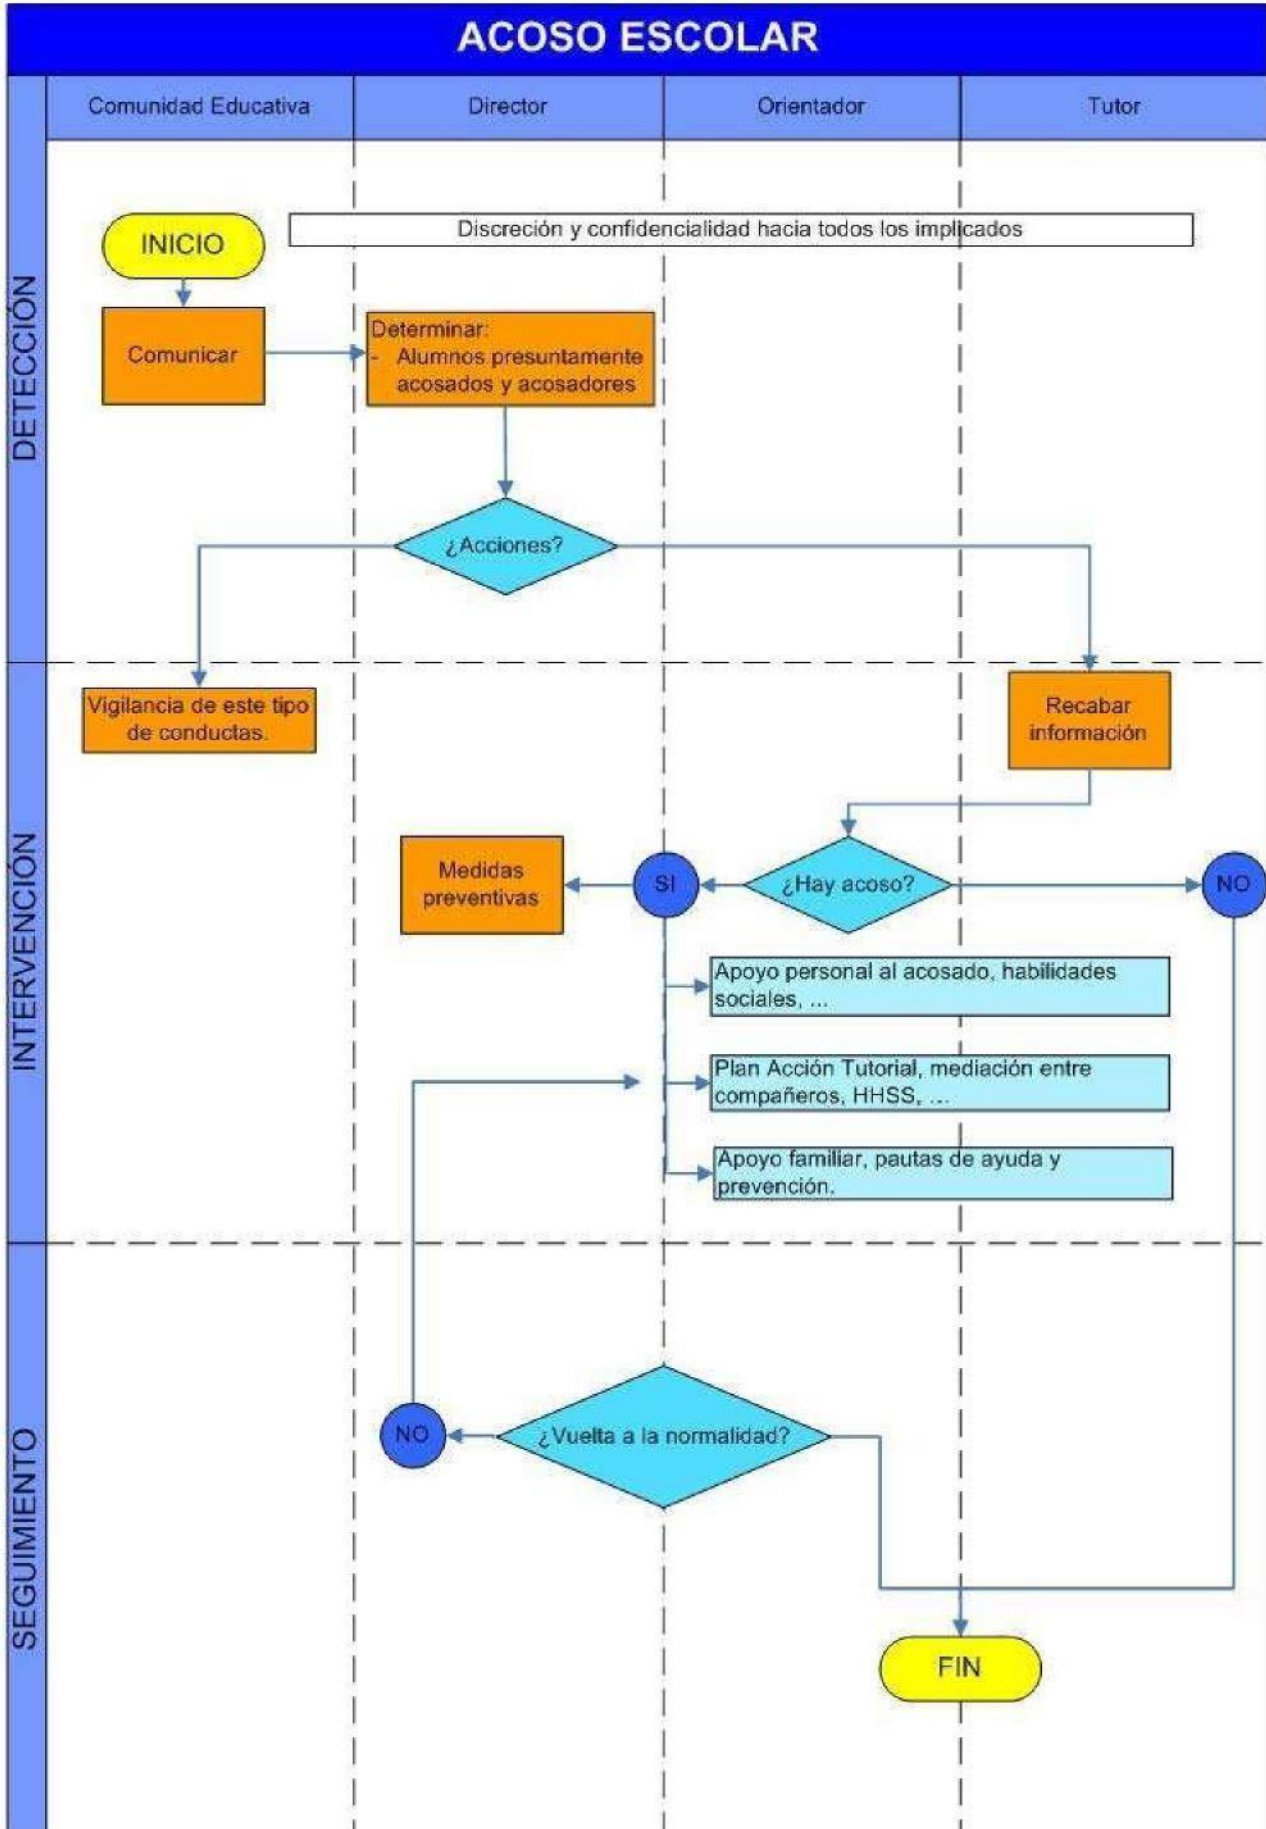 ACOSO ESCOLAR
Comunidad Educativa
Director
Orientador
Tutor
DETECCIÓN
INICIO
Discreción y confidencialidad hacia todos los implicados
Comunicar
Determinar:
- Alumnos presuntamente
acosados y acosadores
¿Acciones?
INTERVENCIÓN
Vigilancia de este tipo
de conductas.
Recabar
información
Medidas
preventivas
SI
¿Hay acoso?
NO
Apoyo personal al acosado, habilidades
sociales, ...
Plan Acción Tutorial, mediación entre
compañeros, HHSS, ...
Apoyo familiar, pautas de ayuda y
prevención.
SEGUIMIENTO
NO
¿Vuelta a la normalidad?
FIN